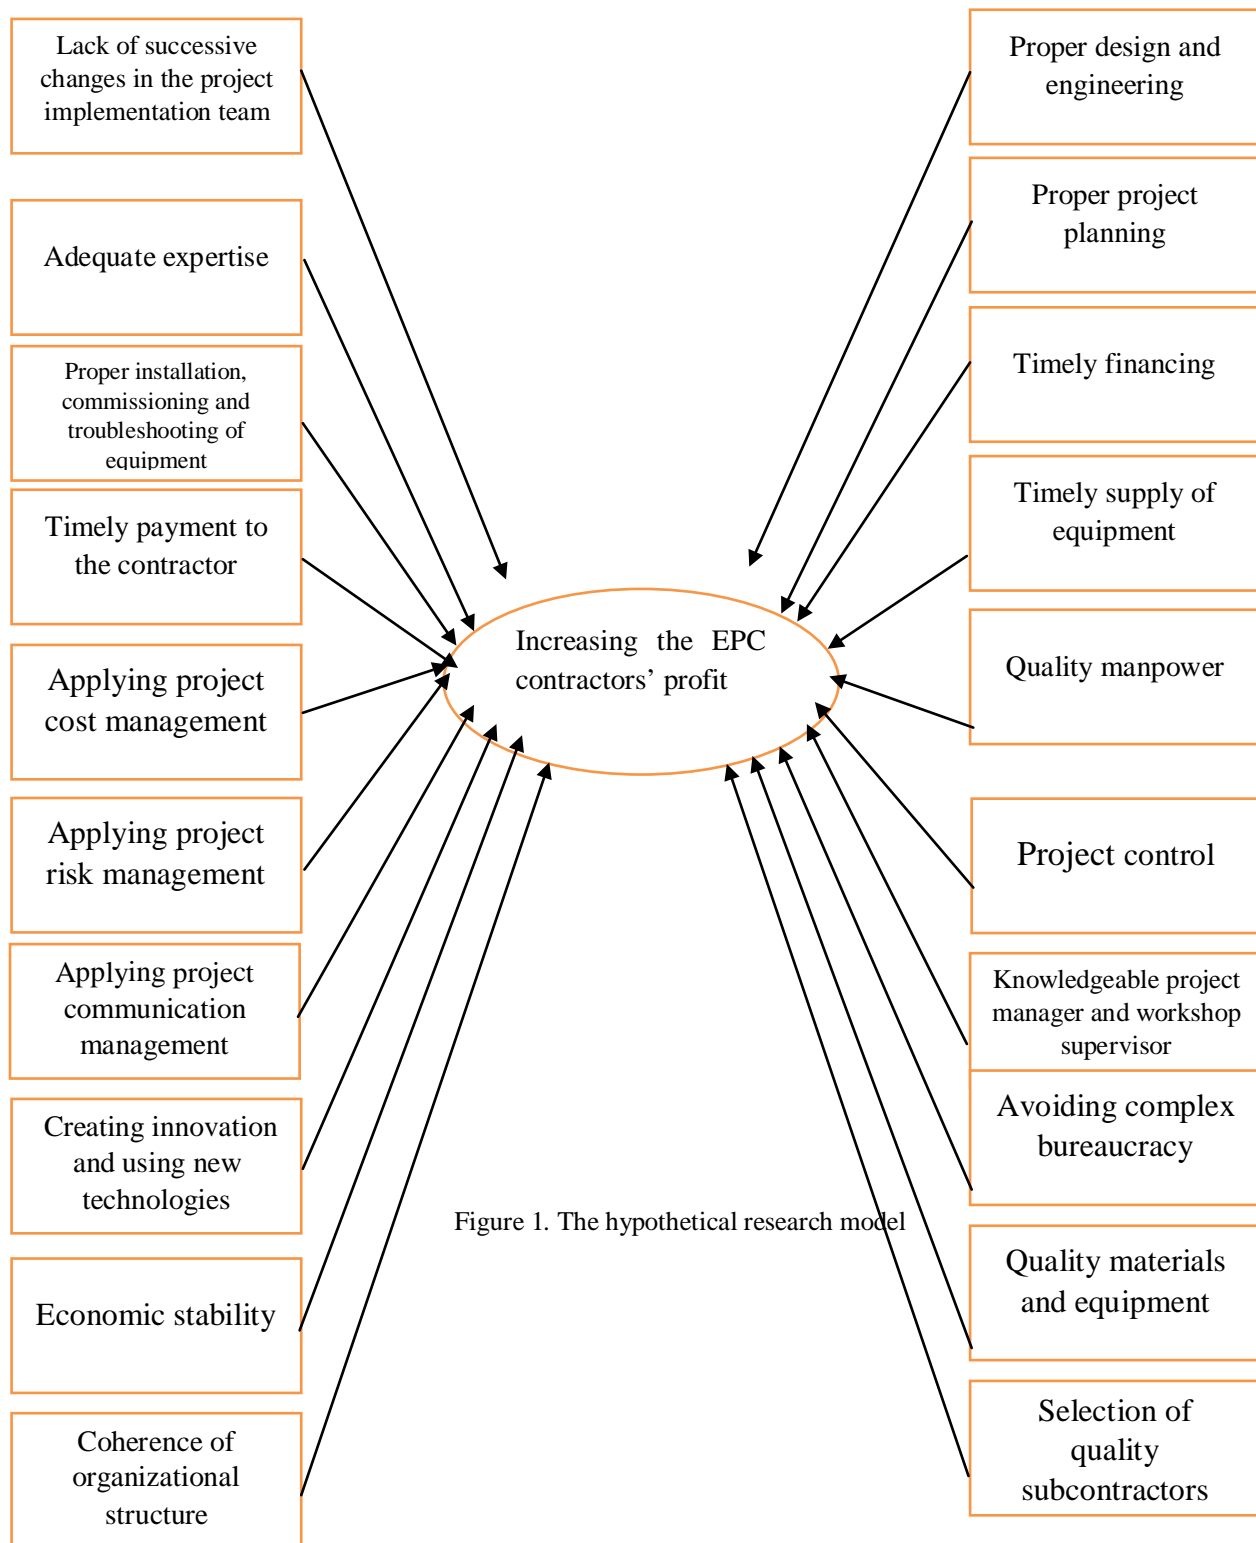 Lack of successive
changes in the project
implementation team
Adequate expertise
Proper installation,
commissioning and
troubleshooting of
equipment
Timely payment to
the contractor
Applying project
cost management
Applying project
risk management
Applying project
communication
management
Creating innovation
and using new
technologies
Economic stability
Coherence of
organizational
structure
Increasing the EPC
contractors’ profit
Figure 1. The hypothetical research model
Proper design and
engineering
Proper project
planning
Timely financing
Timely supply of
equipment
Quality manpower
Project control
Knowledgeable project
manager and workshop
supervisor
Avoiding complex
bureaucracy
Quality materials
and equipment
Selection of
quality
subcontractors